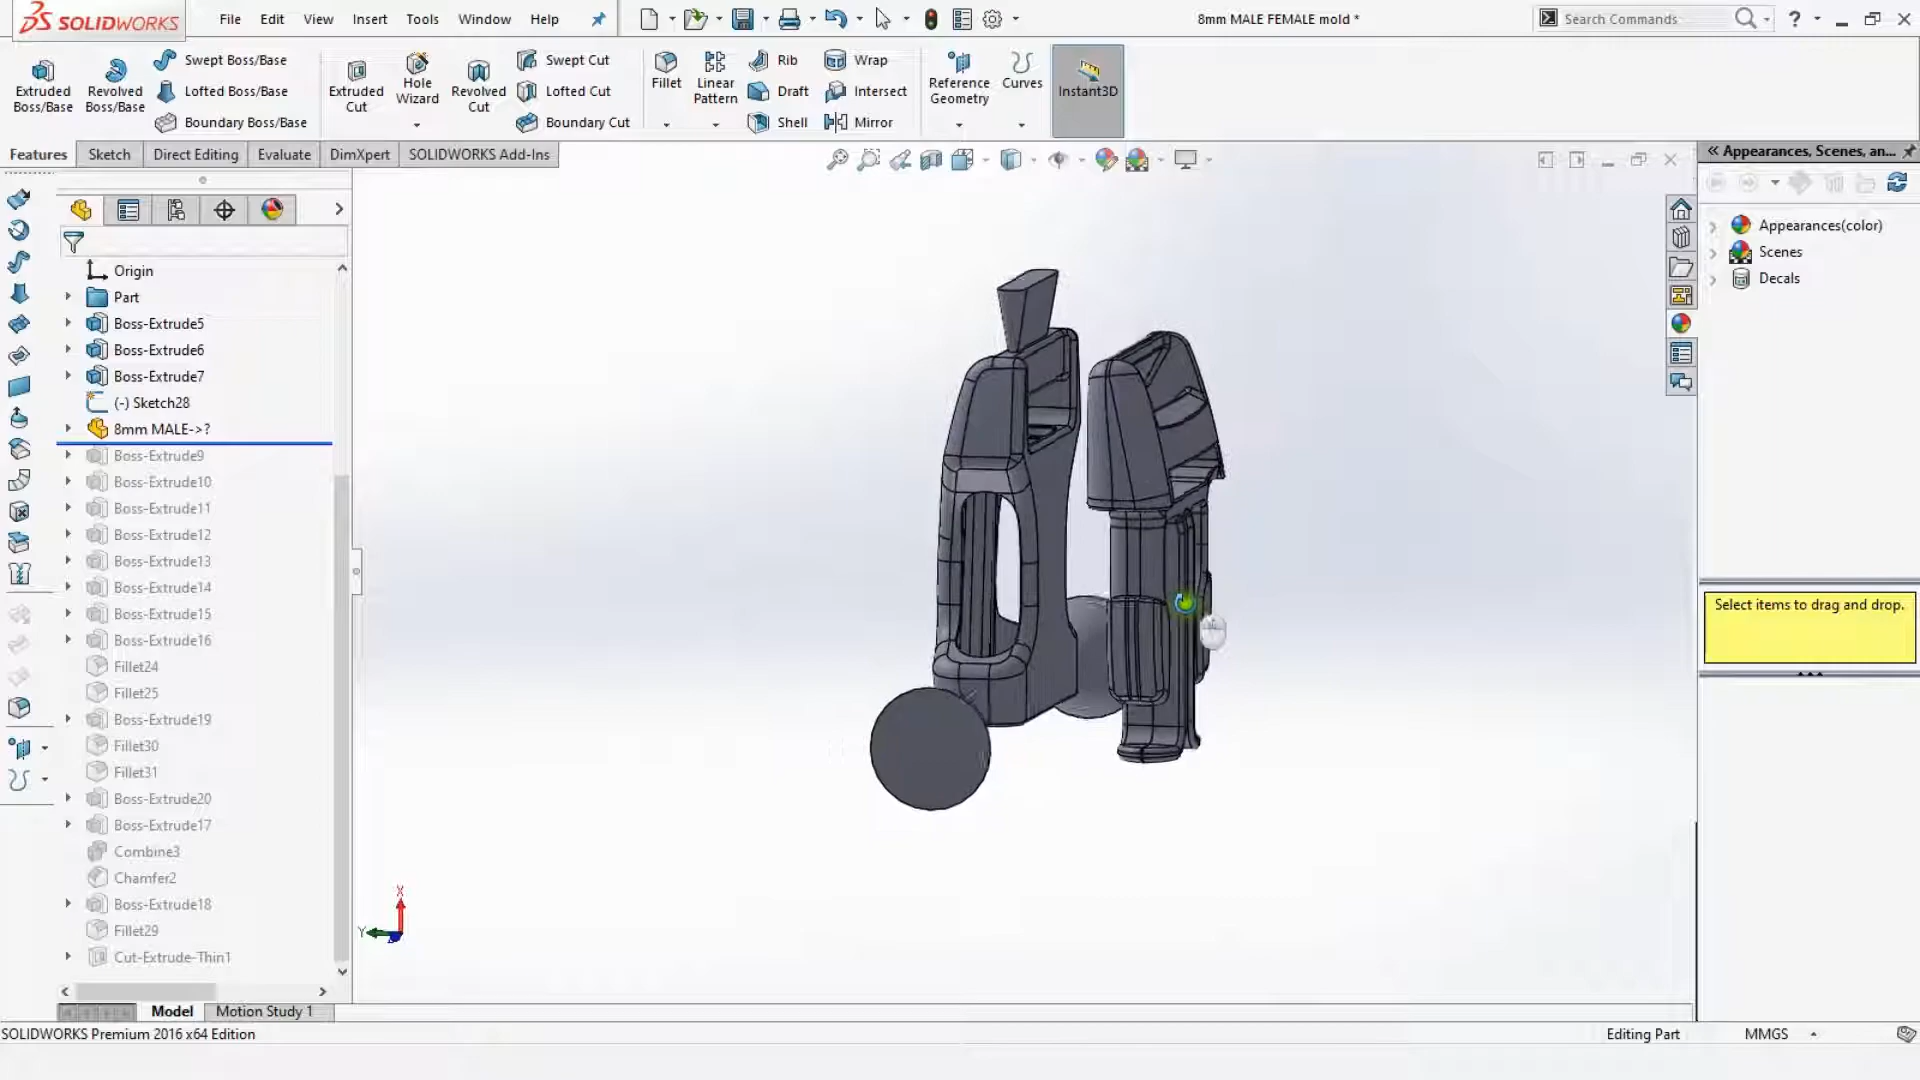 SOLIDWORKS
File Edit View Insert Tools Window Help
8mm MALE FEMALE mold *
Search Commands
Extruded Boss/Base
Revolved Boss/Base
Swept Boss/Base
Lofted Boss/Base
Boundary Boss/Base
Extruded Cut
Hole Wizard
Revolved Cut
Swept Cut
Lofted Cut
Boundary Cut
Fillet
Linear Pattern
Rib
Draft
Shell
Wrap
Intersect
Mirror
Reference Geometry
Curves
Instant3D
Features Sketch Direct Editing Evaluate DimXpert SOLIDWORKS Add-Ins
Origin
Part
Boss-Extrude5
Boss-Extrude6
Boss-Extrude7
(-) Sketch28
8mm MALE->?
Boss-Extrude9
Boss-Extrude10
Boss-Extrude11
Boss-Extrude12
Boss-Extrude13
Boss-Extrude14
Boss-Extrude15
Boss-Extrude16
Fillet24
Fillet25
Boss-Extrude19
Fillet30
Fillet31
Boss-Extrude20
Boss-Extrude17
Combine3
Chamfer2
Boss-Extrude18
Fillet29
Cut-Extrude-Thin1
X
Y
« Appearances, Scenes, an...
Appearances(color)
Scenes
Decals
Select items to drag and drop.
Model Motion Study 1
SOLIDWORKS Premium 2016 x64 Edition
Editing Part
MMGS